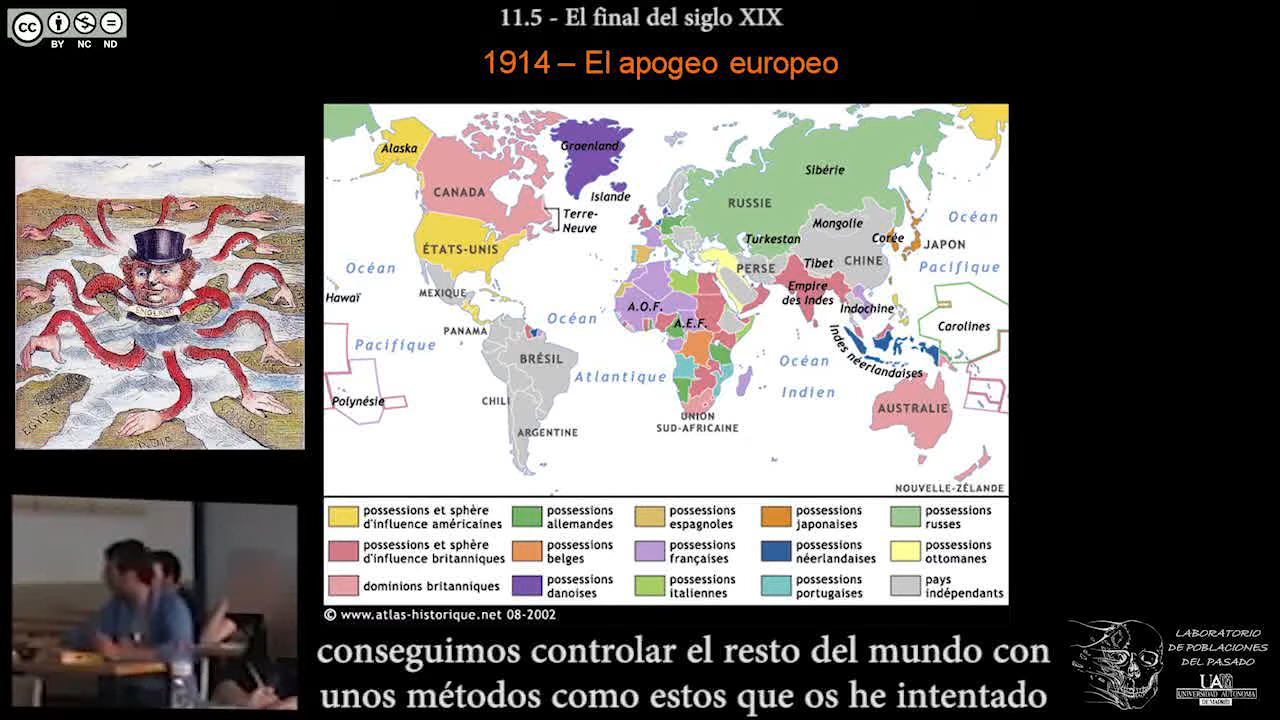 11.5 - El final del siglo XIX
cc
BY NC ND
1914 – El apogeo europeo
ENGLAND
EGYPT
Alaska
CANADA
Groenland
Islande
Terre-
Neuve
ÉTATS-UNIS
MEXIQUE
Océan
Hawaï
PANAMA
Pacifique
Polynésie
BRÉSIL
CHILI
ARGENTINE
Océan
Atlantique
A.O.F.
A.E.F.
UNION
SUD-AFRICAINE
RUSSIE
Sibérie
Turkestan
Mongolie
Corée
JAPON
PERSE
Tibet
CHINE
Empire
des Indes
Indochine
Océan
Pacifique
Carolines
Indes néerlandaises
Océan
Indien
AUSTRALIE
NOUVELLE-ZÉLANDE
possessions et sphère
d'influence américaines
possessions
allemandes
possessions
espagnoles
possessions
japonaises
possessions
russes
possessions et sphère
d'influence britanniques
possessions
belges
possessions
françaises
possessions
néerlandaises
possessions
ottomanes
dominions britanniques
possessions
danoises
possessions
italiennes
possessions
portugaises
pays
indépendants
© www.atlas-historique.net 08-2002
conseguimos controlar el resto del mundo con
unos métodos como estos que os he intentado
LABORATORIO
DE POBLACIONES
DEL PASADO
UA
UNIVERSIDAD AUTONOMA
DE MADRID